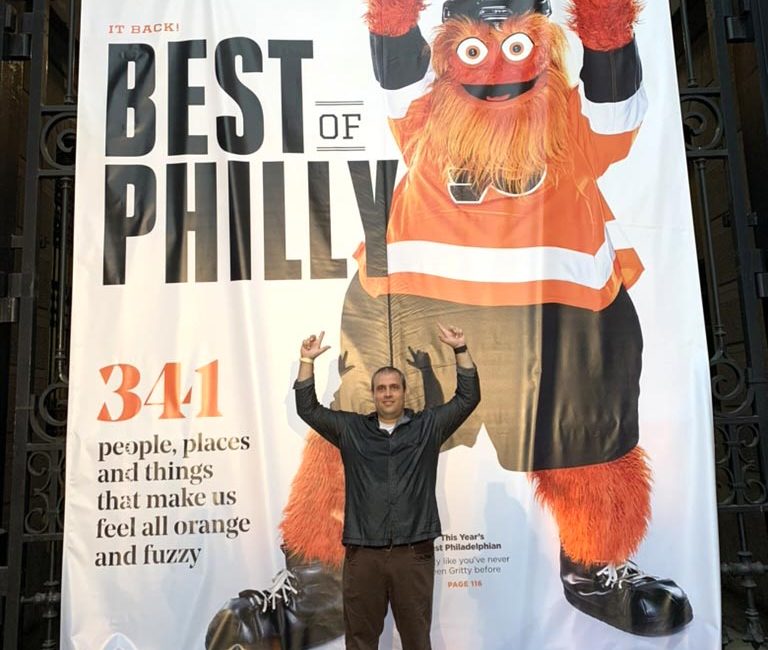 IT BACK!
BEST
OF
PHILLY
341
people, places
and things
that make us
feel all orange
and fuzzy
This Year's
st Philadelphian
y like you've never
en Gritty before
PAGE 116